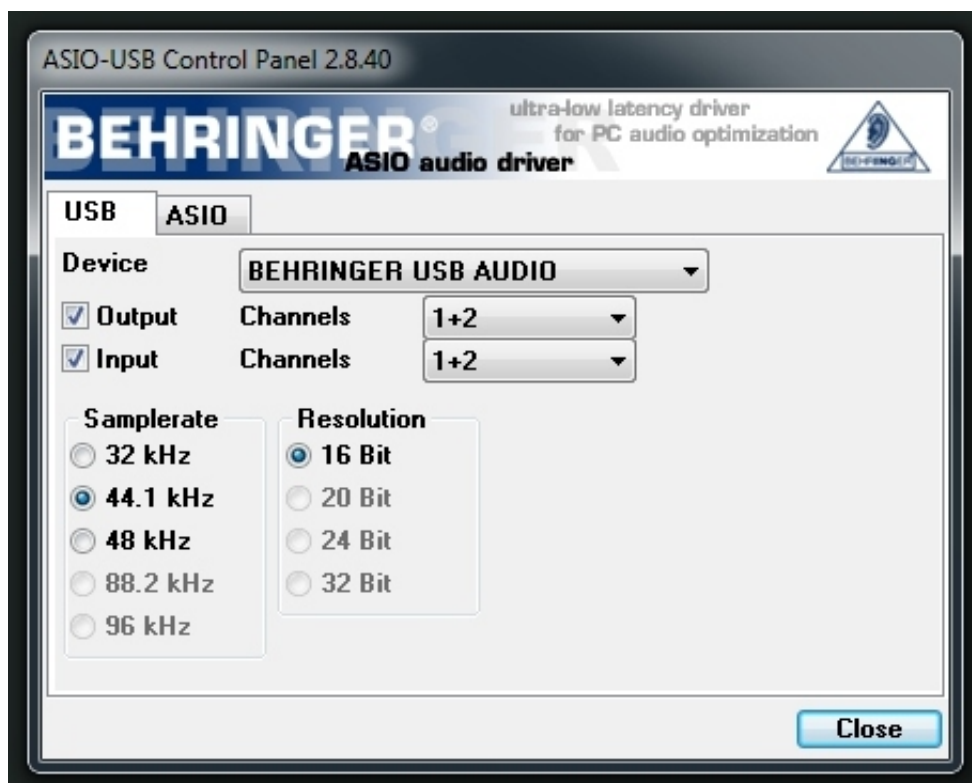 ASIO-USB Control Panel 2.8.40
BEHRINGER®
ultra-low latency driver
for PC audio optimization
ASIO audio driver
BEHRINGER
USB
ASIO
Device
BEHRINGER USB AUDIO
Output
Channels
1+2
Input
Channels
1+2
Samplerate
Resolution
32 kHz
16 Bit
44.1 kHz
20 Bit
48 kHz
24 Bit
88.2 kHz
32 Bit
96 kHz
Close